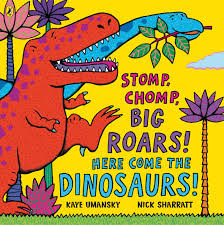 STOMP, CHOMP,
BIG
ROARS!
HERE COME THE
DINOSAURS!
KAYE UMANSKY NICK SHARRATT